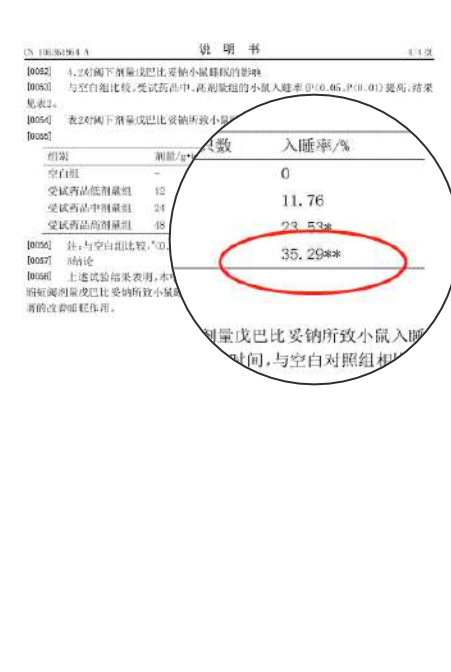 CN 106361964 A
说 明 书
4/4 页
[0052] 4.2对阈下剂量戊巴比妥钠小鼠睡眠的影响
[0053] 与空白组比较,受试药品中、高剂量组的小鼠入睡率(P<0.05,P<0.01)提高,结果
见表2。
[0054] 表2对阈下剂量戊巴比妥钠所致小鼠
[0055]
组别 剂量/g• 只数 入睡率/%
空白组 - 0
受试药品低剂量组 12 11.76
受试药品中剂量组 24 23.53*
受试药品高剂量组 48 35.29**
[0056] 注:与空白组比较,
[0057] 5结论
[0058] 上述试验结果表明,本
缩短阈剂量戊巴比妥钠所致小鼠
著的改善睡眠作用。
剂量戊巴比妥钠所致小鼠入睡
时间,与空白对照组相